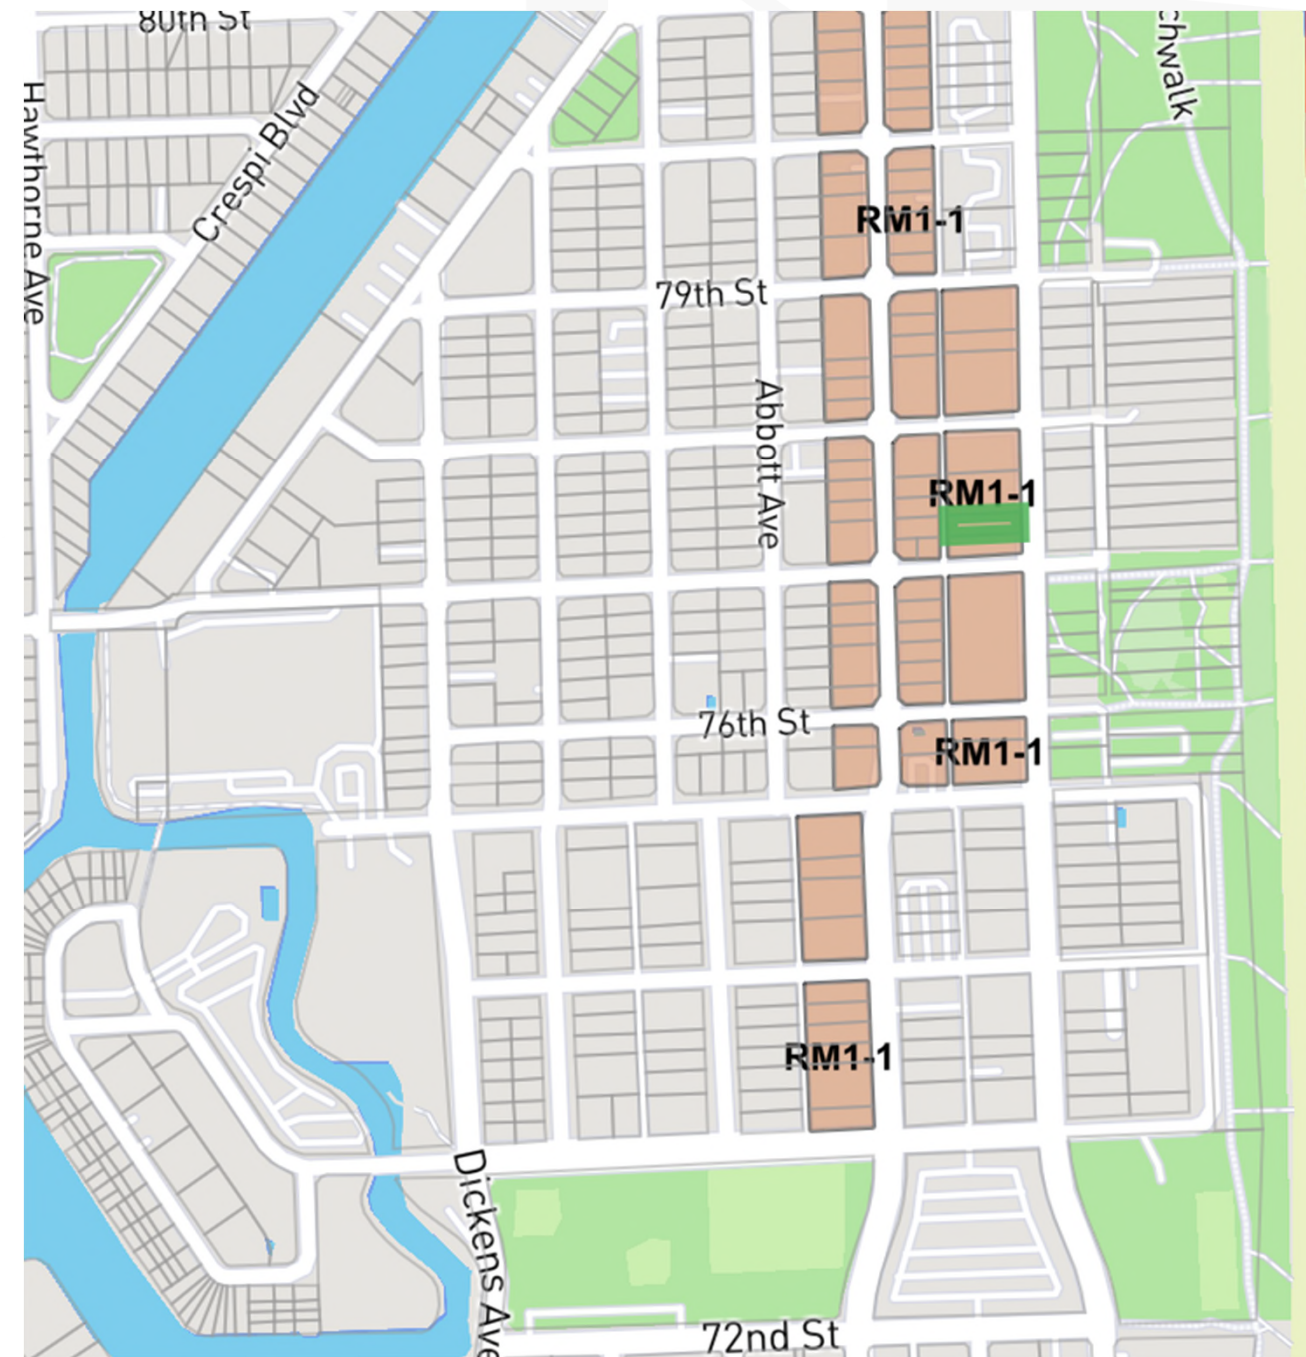 80th St
Hawthorne Ave
Crespi Blvd
chwalk
RM1-1
79th St
Abbott Ave
RM1-1
76th St
RM1-1
RM1-1
Dickens Ave
72nd St